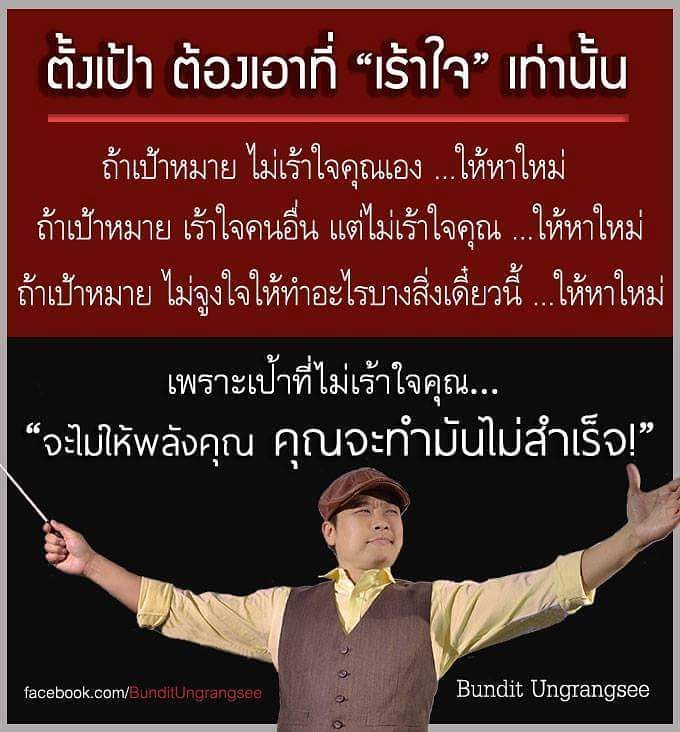 ตั้งเป้า ต้องเอาที่ “เร้าใจ” เท่านั้น
ถ้าเป้าหมาย ไม่เร้าใจคุณเอง ...ให้หาใหม่
ถ้าเป้าหมาย เร้าใจคนอื่น แต่ไม่เร้าใจคุณ ...ให้หาใหม่
ถ้าเป้าหมาย ไม่จูงใจให้ทำอะไรบางสิ่งเดี๋ยวนี้ ...ให้หาใหม่
เพราะเป้าที่ไม่เร้าใจคุณ...
“จะไม่ให้พลังคุณ คุณจะทำมันไม่สำเร็จ!”
facebook.com/BunditUngrangsee
Bundit Ungrangsee